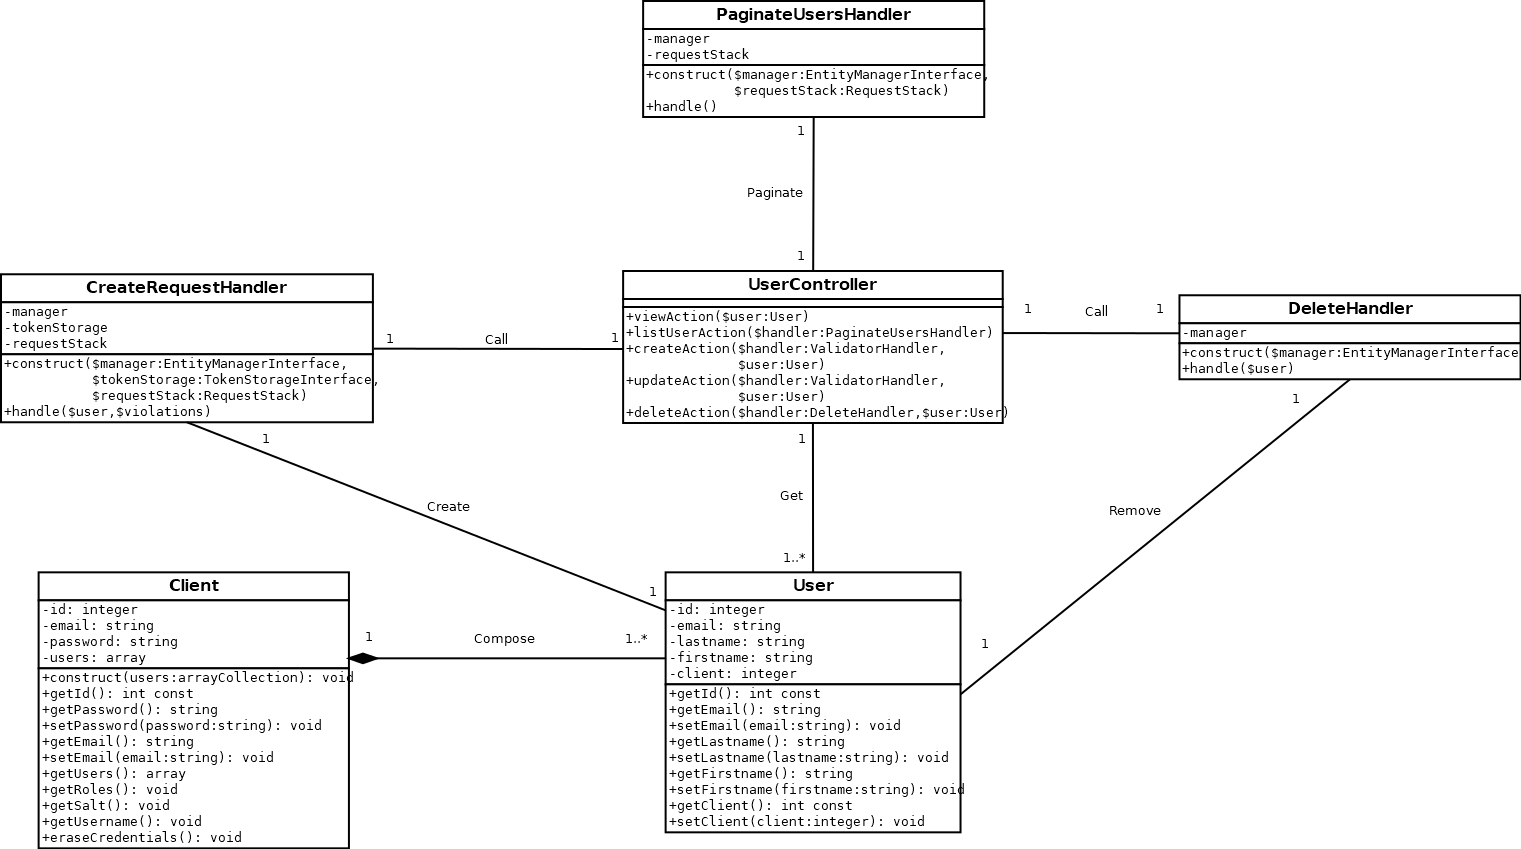 PaginateUsersHandler
-manager
-requestStack
+construct($manager:EntityManagerInterface,
$requestStack:RequestStack)
+handle()
1
Paginate
1
CreateRequestHandler
-manager
-tokenStorage
-requestStack
+construct($manager:EntityManagerInterface,
$tokenStorage:TokenStorageInterface,
$requestStack:RequestStack)
+handle($user,$violations)
1
Call
1
UserController
+viewAction($user:User)
+listUserAction($handler:PaginateUsersHandler)
+createAction($handler:ValidatorHandler,
$user:User)
+updateAction($handler:ValidatorHandler,
$user:User)
+deleteAction($handler:DeleteHandler,$user:User)
1
Call
1
DeleteHandler
-manager
+construct($manager:EntityManagerInterface
+handle($user)
1
Create
1
1
Get
1..*
1
Remove
1
Client
-id: integer
-email: string
-password: string
-users: array
+construct(users:arrayCollection): void
+getId(): int const
+getPassword(): string
+setPassword(password:string): void
+getEmail(): string
+setEmail(email:string): void
+getUsers(): array
+getRoles(): void
+getSalt(): void
+getUsername(): void
+eraseCredentials(): void
1
Compose
1..*
User
-id: integer
-email: string
-lastname: string
-firstname: string
-client: integer
+getId(): int const
+getEmail(): string
+setEmail(email:string): void
+getLastname(): string
+setLastname(lastname:string): void
+getFirstname(): string
+setFirstname(firstname:string): void
+getClient(): int const
+setClient(client:integer): void